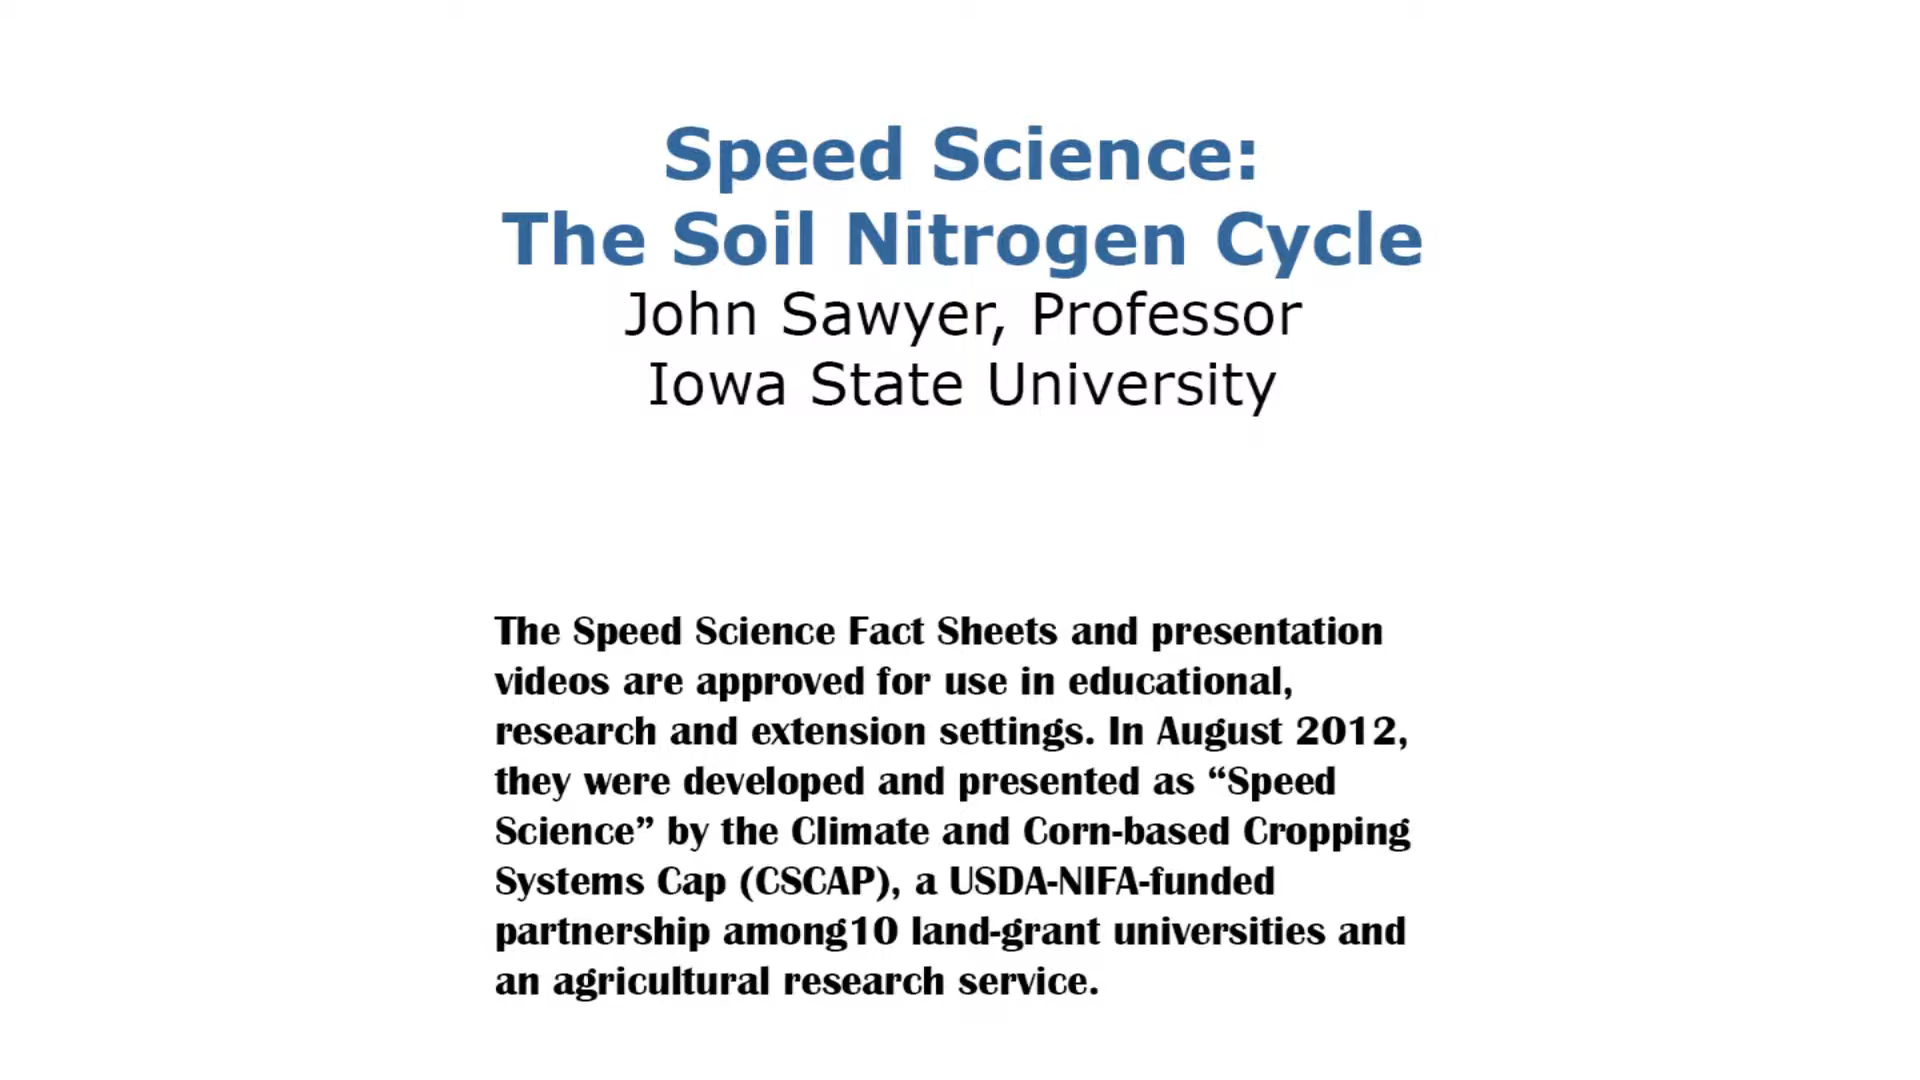 Speed Science:
The Soil Nitrogen Cycle
John Sawyer, Professor
Iowa State University
The Speed Science Fact Sheets and presentation
videos are approved for use in educational,
research and extension settings. In August 2012,
they were developed and presented as “Speed
Science” by the Climate and Corn-based Cropping
Systems Cap (CSCAP), a USDA-NIFA-funded
partnership among10 land-grant universities and
an agricultural research service.